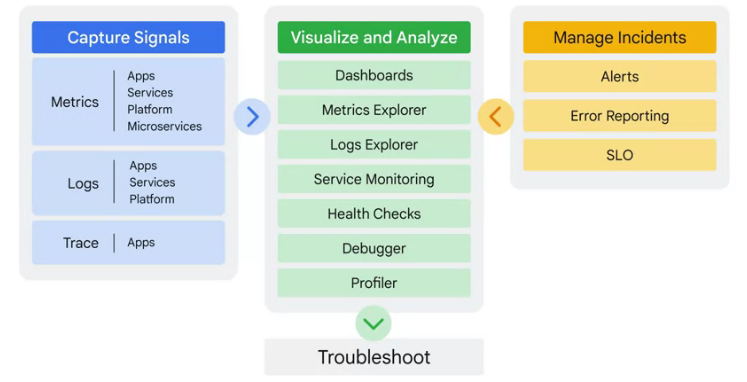 Capture Signals
Metrics
Apps
Services
Platform
Microservices
Logs
Apps
Services
Platform
Trace
Apps
Visualize and Analyze
Dashboards
Metrics Explorer
Logs Explorer
Service Monitoring
Health Checks
Debugger
Profiler
Manage Incidents
Alerts
Error Reporting
SLO
Troubleshoot